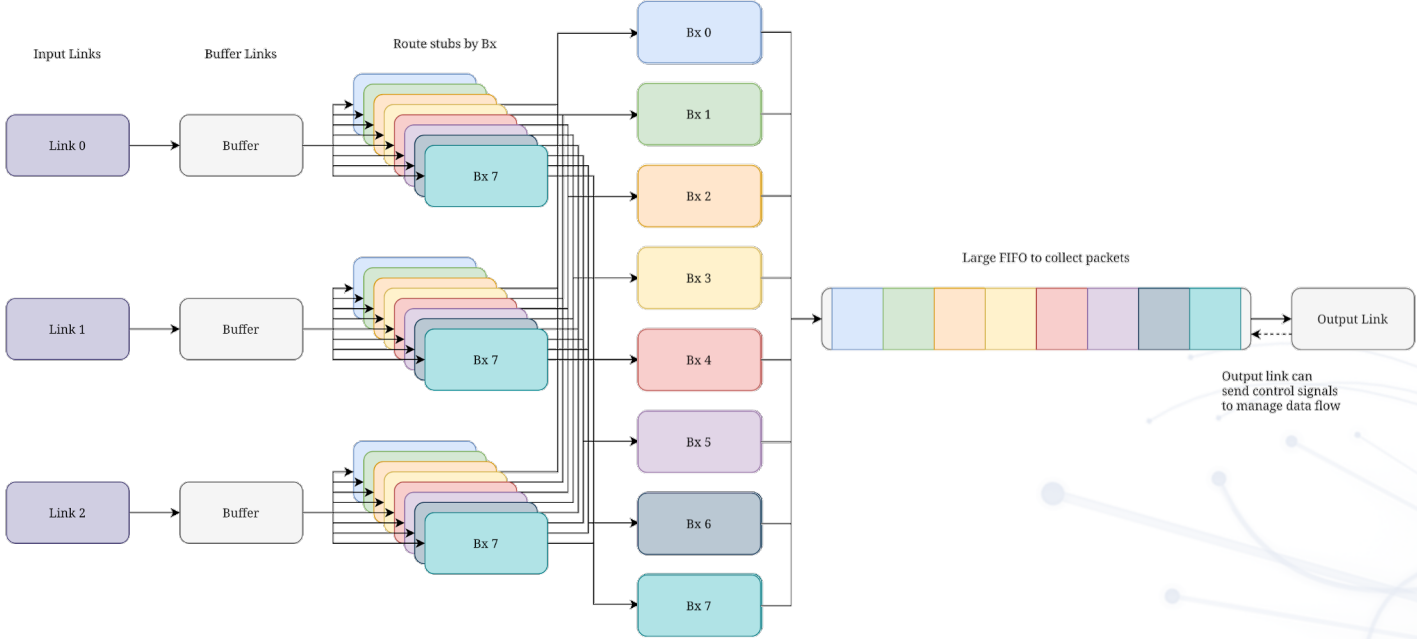 Input Links
Buffer Links
Route stubs by Bx
Link 0
Buffer
Bx 7
Link 1
Buffer
Bx 7
Link 2
Buffer
Bx 7
Bx 0
Bx 1
Bx 2
Bx 3
Bx 4
Bx 5
Bx 6
Bx 7
Large FIFO to collect packets
Output Link
Output link can
send control signals
to manage data flow